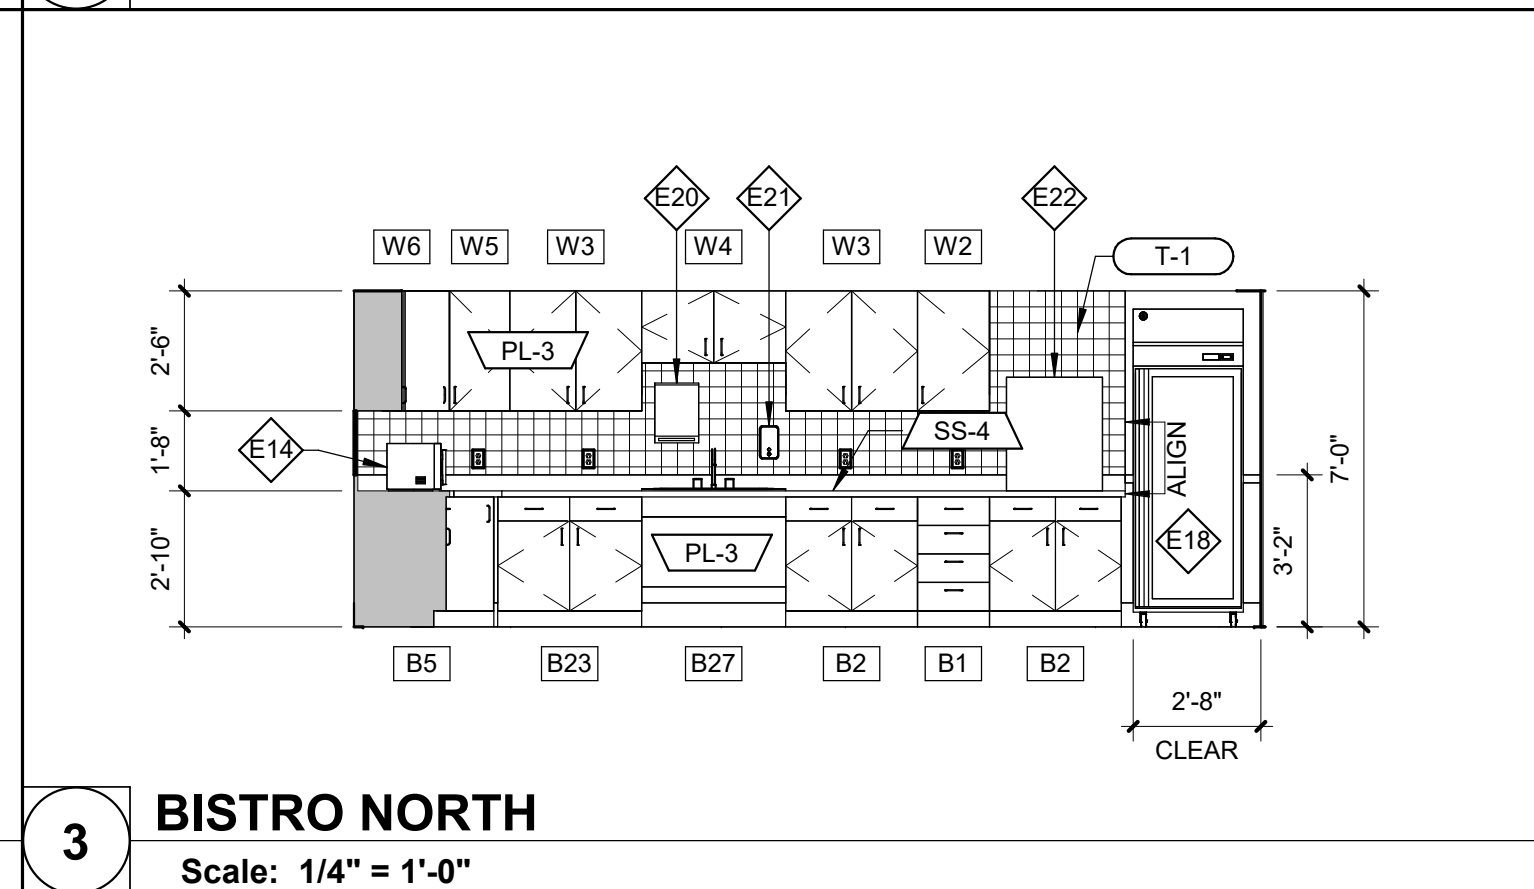 E20 E21 E22
W6 W5 W3 W4 W3 W2 T-1
2'-6"
PL-3
E14
1'-8"
SS-4
ALIGN
7'-0"
2'-10"
PL-3
E18
3'-2"
B5 B23 B27 B2 B1 B2
2'-8"
CLEAR
3
BISTRO NORTH
Scale: 1/4" = 1'-0"